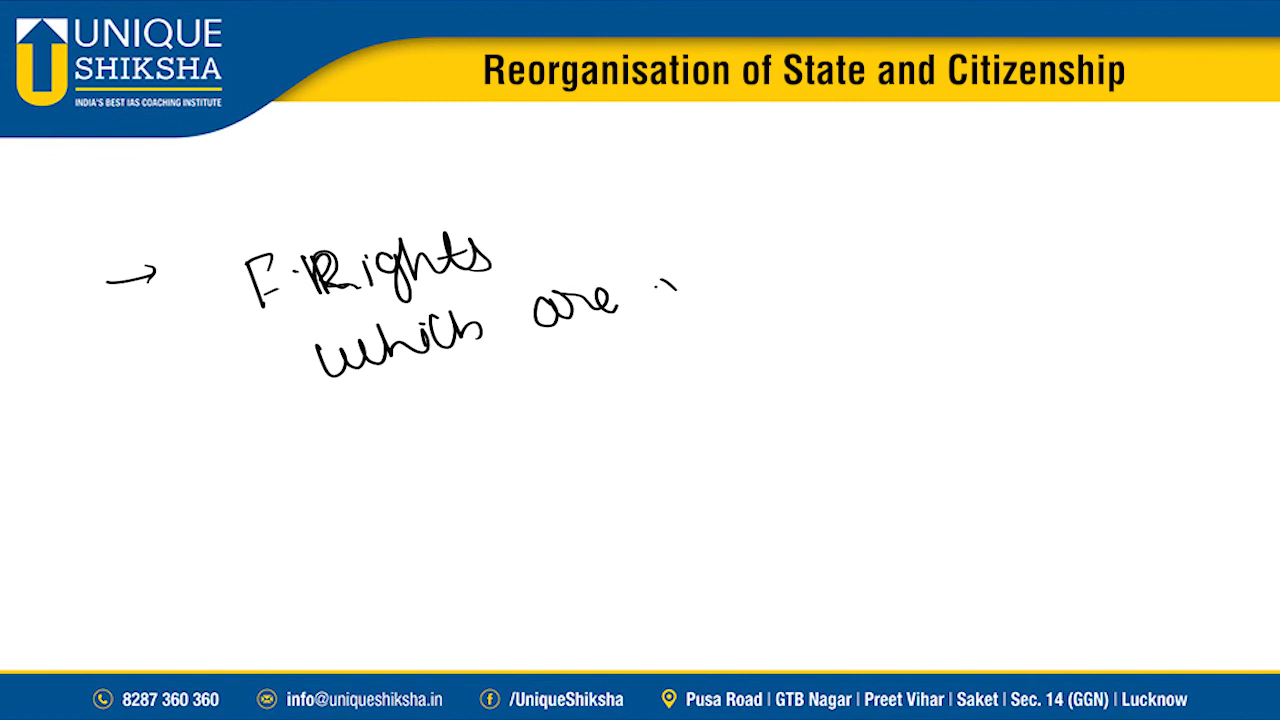 UNIQUE
SHIKSHA
INDIA'S BEST IAS COACHING INSTITUTE
Reorganisation of State and Citizenship
→ F.Rights
which are
8287 360 360 info@uniqueshiksha.in /UniqueShiksha Pusa Road | GTB Nagar | Preet Vihar | Saket | Sec. 14 (GGN) | Lucknow